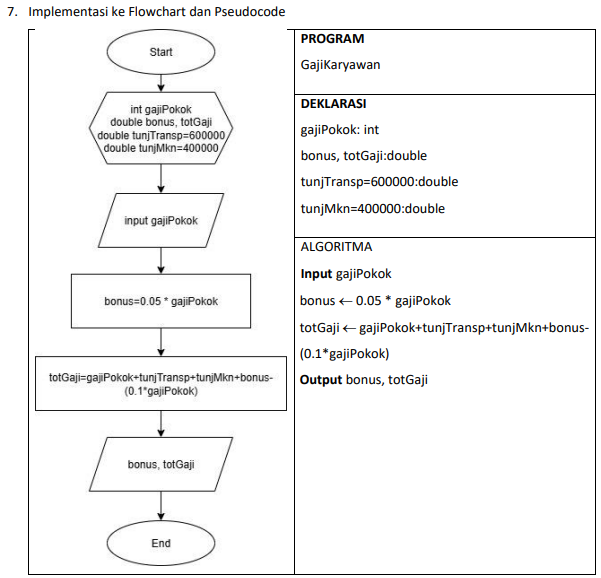 7. Implementasi ke Flowchart dan Pseudocode
Start
int gajiPokok
double bonus, totGaji
double tunjTransp=600000
double tunjMkn=400000
input gajiPokok
bonus=0.05 * gajiPokok
totGaji=gajiPokok+tunjTransp+tunjMkn+bonus-
(0.1*gajiPokok)
bonus, totGaji
End
PROGRAM
GajiKaryawan
DEKLARASI
gajiPokok: int
bonus, totGaji:double
tunjTransp=600000:double
tunjMkn=400000:double
ALGORITMA
Input gajiPokok
bonus ← 0.05 * gajiPokok
totGaji ← gajiPokok+tunjTransp+tunjMkn+bonus-
(0.1*gajiPokok)
Output bonus, totGaji